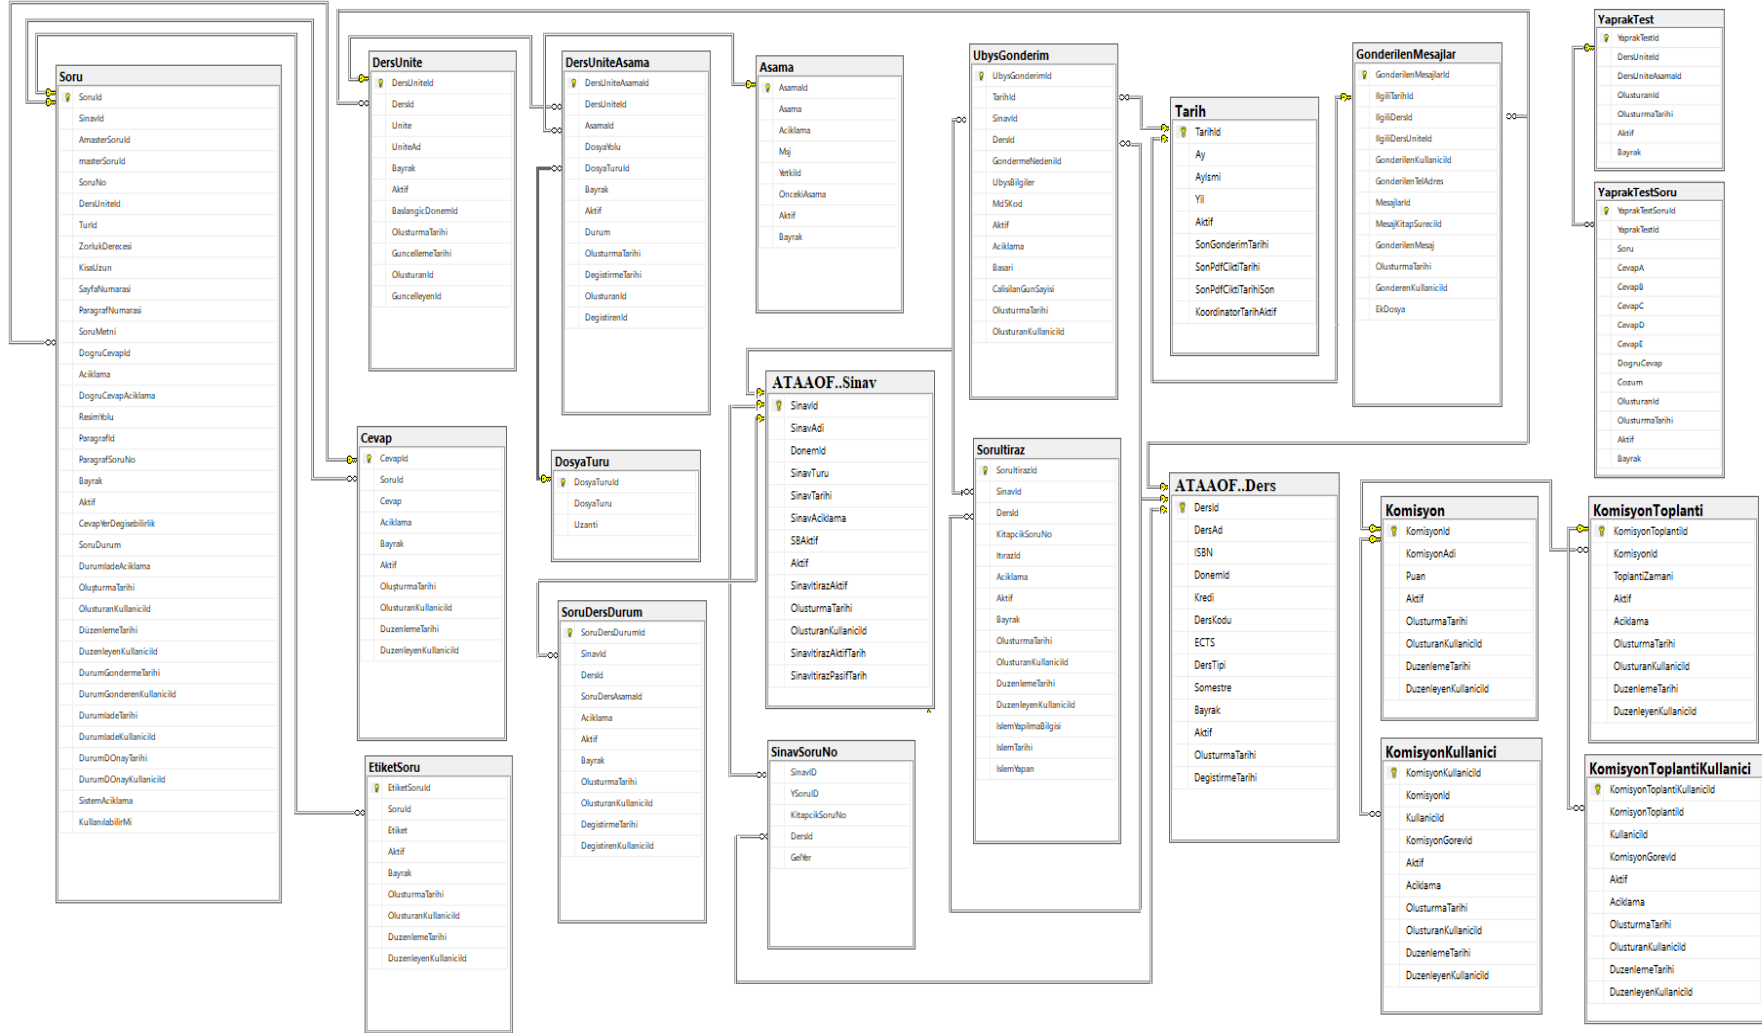 Soru
SoruId
SinavId
AmasterSoruId
masterSoruId
SoruNo
DersUniteId
TurId
ZorlukDerecesi
KisaUzun
SayfaNumarasi
ParagrafNumarasi
SoruMetni
DogruCevapId
Aciklama
DogruCevapAciklama
ResimYolu
ParagrafId
ParagrafSoruNo
Bayrak
Aktif
CevapYerDegisebilirlik
SoruDurum
DurumIadeAciklama
OluşturmaTarihi
OlusturanKullaniciId
DüzenlemeTarihi
DuzenleyenKullaniciId
DurumGondermeTarihi
DurumGonderenKullaniciId
DurumIadeTarihi
DurumIadeKullaniciId
DurumDOnayTarihi
DurumDOnayKullaniciId
SistemAciklama
KullanılabilirMi
DersUnite
DersUniteId
DersId
Unite
UniteAd
Bayrak
Aktif
BaslangicDonemId
OlusturmaTarihi
GuncellemeTarihi
OlusturanId
GuncelleyenId
DersUniteAsama
DersUniteAsamaId
DersUniteId
AsamaId
DosyaYolu
DosyaTuruId
Bayrak
Aktif
Durum
OlusturmaTarihi
DegistirmeTarihi
OlusturanId
DegistirenId
Asama
AsamaId
Asama
Aciklama
Msj
YetkiId
OncekiAsama
Aktif
Bayrak
UbysGonderim
UbysGonderimId
TarihId
SinavId
DersId
GondermeNedeniId
UbysBilgiler
Md5Kod
Aktif
Aciklama
Basari
CalisilanGunSayisi
OlusturmaTarihi
OlusturanKullaniciId
Tarih
TarihId
Ay
AyIsmi
Yil
Aktif
SonGonderimTarihi
SonPdfCiktiTarihi
SonPdfCiktiTarihiSon
KoordinatorTarihAktif
GonderilenMesajlar
GonderilenMesajlarId
IlgiliTarihId
IlgiliDersId
IlgiliDersUniteId
GonderilenKullaniciId
GonderilenTelAdres
MesajlarId
MesajKitapSureciId
GonderilenMesaj
OlusturmaTarihi
GonderenKullaniciId
EkDosya
YaprakTest
YaprakTestId
DersUniteId
DersUniteAsamaId
OlusturanId
OlusturmaTarihi
Aktif
Bayrak
YaprakTestSoru
YaprakTestSoruId
YaprakTestId
Soru
CevapA
CevapB
CevapC
CevapD
CevapE
DogruCevap
Cozum
OlusturanId
OlusturmaTarihi
Aktif
Bayrak
Cevap
CevapId
SoruId
Cevap
Aciklama
Bayrak
Aktif
OluşturmaTarihi
OlusturanKullaniciId
DuzenlemeTarihi
DuzenleyenKullaniciId
DosyaTuru
DosyaTuruId
DosyaTuru
Uzanti
ATAAOF..Sinav
SinavId
SinavAdi
DonemId
SinavTuru
SinavTarihi
SinavAciklama
SBAktif
Aktif
SinavItirazAktif
OlusturmaTarihi
OlusturanKullaniciId
SinavItirazAktifTarih
SinavItirazPasifTarih
SoruItiraz
SoruItirazId
SinavId
DersId
KitapcikSoruNo
ItirazId
Aciklama
Aktif
Bayrak
OlusturmaTarihi
OlusturanKullaniciId
DuzenlemeTarihi
DuzenleyenKullaniciId
IslemYapilmaBilgisi
IslemTarihi
IslemYapan
ATAAOF..Ders
DersId
DersAd
ISBN
DonemId
Kredi
DersKodu
ECTS
DersTipi
Somestre
Bayrak
Aktif
OlusturmaTarihi
DegistirmeTarihi
Komisyon
KomisyonId
KomisyonAdi
Puan
Aktif
OlusturmaTarihi
OlusturanKullaniciId
DuzenlemeTarihi
DuzenleyenKullaniciId
KomisyonToplanti
KomisyonToplantiId
KomisyonId
ToplantiZamani
Aktif
Aciklama
OlusturmaTarihi
OlusturanKullaniciId
DuzenlemeTarihi
DuzenleyenKullaniciId
SoruDersDurum
SoruDersDurumId
SinavId
DersId
SoruDersAsamaId
Aciklama
Aktif
Bayrak
OlusturmaTarihi
OlusturanKullaniciId
DegistirmeTarihi
DegistirenKullaniciId
EtiketSoru
EtiketSoruId
SoruId
Etiket
Aktif
Bayrak
OlusturmaTarihi
OlusturanKullaniciId
DuzenlemeTarihi
DuzenleyenKullaniciId
SinavSoruNo
SinavID
YSoruID
KitapcikSoruNo
DersId
GelYer
KomisyonKullanici
KomisyonKullaniciId
KomisyonId
KullaniciId
KomisyonGorevId
Aktif
Aciklama
OlusturmaTarihi
OlusturanKullaniciId
DuzenlemeTarihi
DuzenleyenKullaniciId
KomisyonToplantiKullanici
KomisyonToplantiKullaniciId
KomisyonToplantiId
KullaniciId
KomisyonGorevId
Aktif
Aciklama
OlusturmaTarihi
OlusturanKullaniciId
DuzenlemeTarihi
DuzenleyenKullaniciId